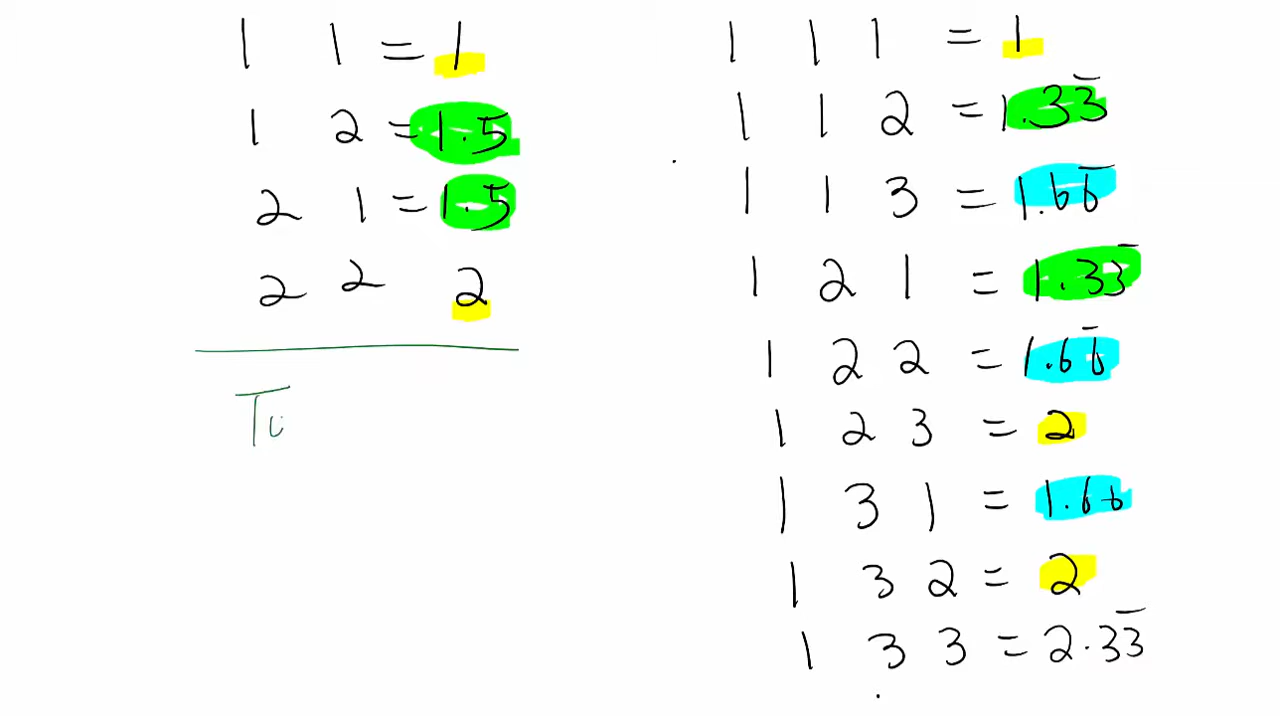 1 1 = 1
1 2 = 1.5
2 1 = 1.5
2 2 2
1 1 1 = 1
1 1 2 = 1.33̅
1 1 3 = 1.66̅
1 2 1 = 1.33̅
1 2 2 = 1.66̅
1 2 3 = 2
1 3 1 = 1.66
1 3 2 = 2
1 3 3 = 2.33̅